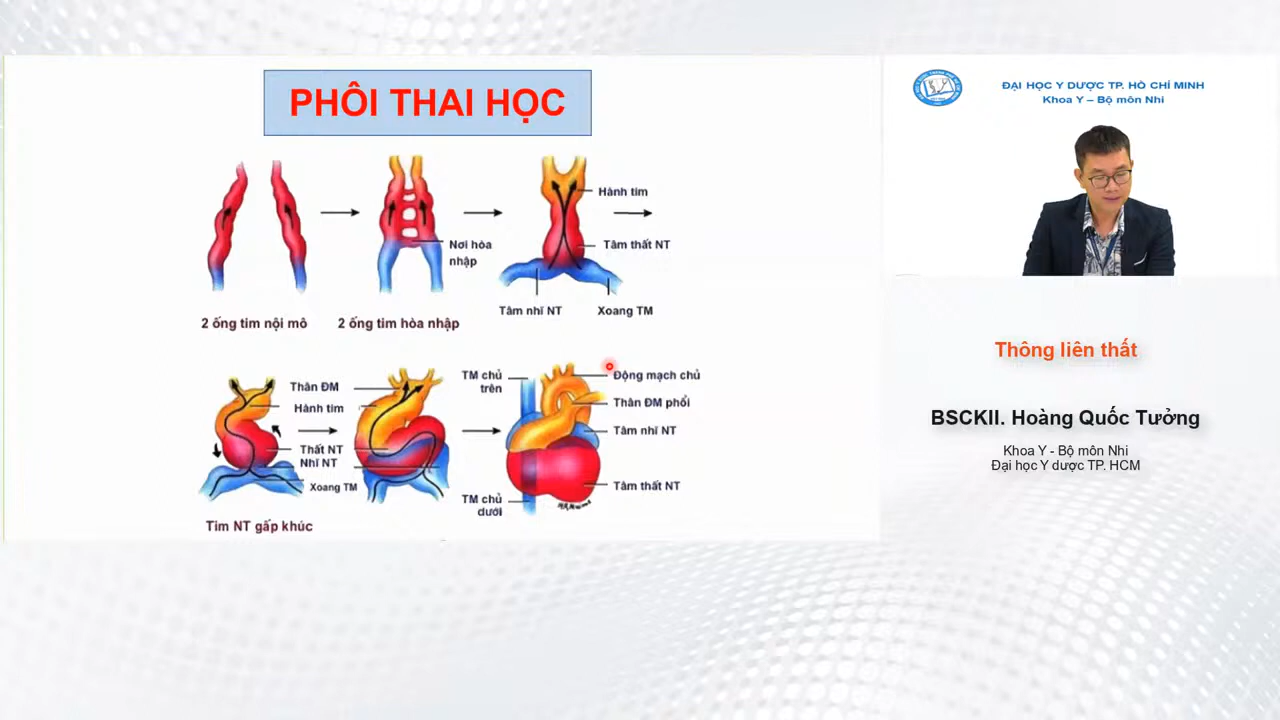 PHÔI THAI HỌC
Hành tim
Tâm thất NT
Nơi hòa
nhập
Tâm nhĩ NT
Xoang TM
2 ống tim nội mô
2 ống tim hòa nhập
Thân ĐM
Hành tim
Thất NT
Nhĩ NT
Xoang TM
Tim NT gấp khúc
TM chủ
trên
Động mạch chủ
Thân ĐM phổi
Tâm nhĩ NT
Tâm thất NT
TM chủ
dưới
ĐẠI HỌC Y DƯỢC TP. HỒ CHÍ MINH
Khoa Y – Bộ môn Nhi
Thông liên thất
BSCKII. Hoàng Quốc Tưởng
Khoa Y - Bộ môn Nhi
Đại học Y dược TP. HCM